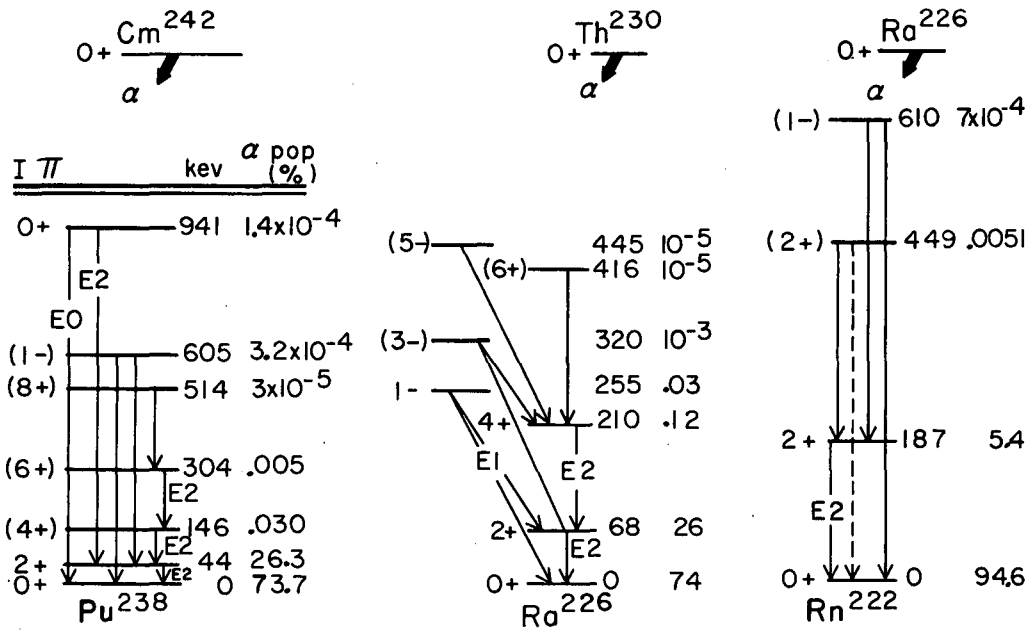 Cm²⁴²
0+
α
I π kev α pop (%)
0+ 941 1.4x10⁻⁴
E2
E0
(1-) 605 3.2x10⁻⁴
(8+) 514 3x10⁻⁵
(6+) 304 .005
E2
(4+) 146 .030
E2
2+ 44 26.3
E2
0+ 0 73.7
Pu²³⁸
Th²³⁰
0+
α
(5-) 445 10⁻⁵
(6+) 416 10⁻⁵
(3-) 320 10⁻³
1- 255 .03
4+ 210 .12
E1
E2
2+ 68 26
E2
0+ 0 74
Ra²²⁶
Ra²²⁶
0+
α
(1-) 610 7x10⁻⁴
(2+) 449 .0051
2+ 187 5.4
E2
0+ 0 94.6
Rn²²²